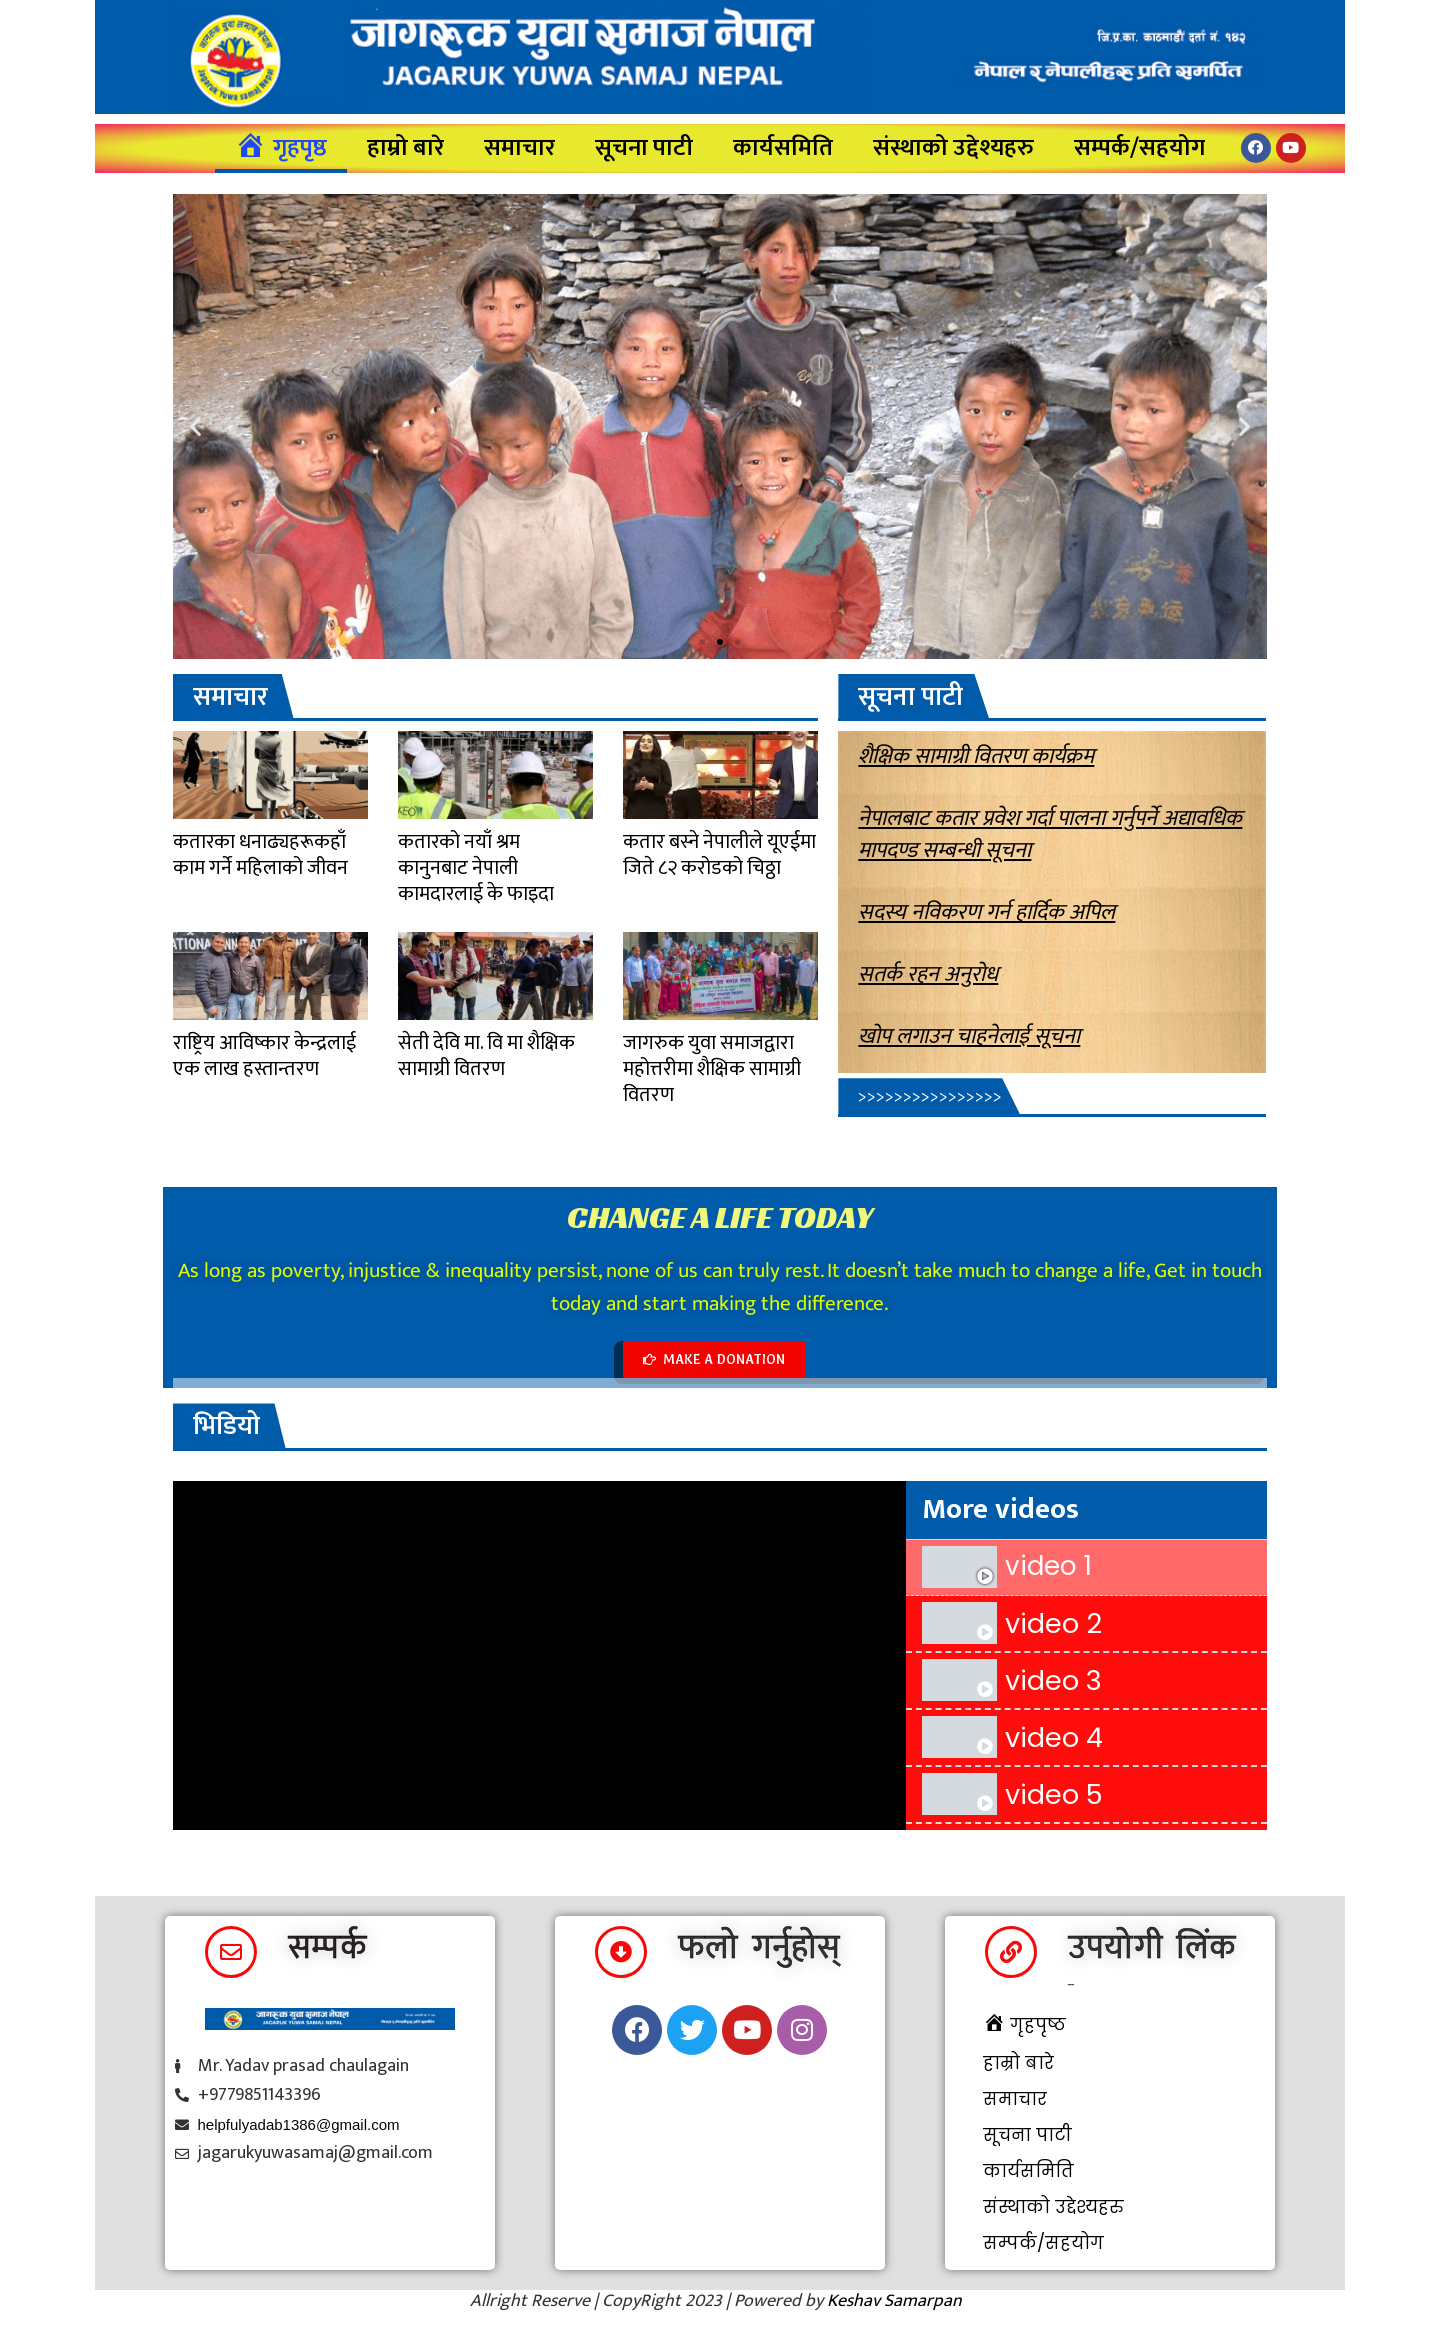 जागरूक युवा समाज नेपाल
JAGARUK YUWA SAMAJ NEPAL
जि.प्र.का. काठमाडौं दर्ता नं. १४२
नेपाल र नेपालीहरू प्रति समर्पित
गृहपृष्ठ हाम्रो बारे समाचार सूचना पाटी कार्यसमिति संस्थाको उद्देश्यहरु सम्पर्क/सहयोग
समाचार
कतारका धनाढ्यहरूकहाँ
काम गर्ने महिलाको जीवन
कतारको नयाँ श्रम
कानुनबाट नेपाली
कामदारलाई के फाइदा
कतार बस्ने नेपालीले यूएईमा
जिते ८२ करोडको चिठ्ठा
राष्ट्रिय आविष्कार केन्द्रलाई
एक लाख हस्तान्तरण
सेती देवि मा. वि मा शैक्षिक
सामाग्री वितरण
जागरुक युवा समाजद्वारा
महोत्तरीमा शैक्षिक सामाग्री
वितरण
सूचना पाटी
शैक्षिक सामाग्री वितरण कार्यक्रम
नेपालबाट कतार प्रवेश गर्दा पालना गर्नुपर्ने अद्यावधिक
मापदण्ड सम्बन्धी सूचना
सदस्य नविकरण गर्न हार्दिक अपिल
सतर्क रहन अनुरोध
खोप लगाउन चाहनेलाई सूचना
>>>>>>>>>>>>>>>>
CHANGE A LIFE TODAY
As long as poverty, injustice & inequality persist, none of us can truly rest. It doesn’t take much to change a life, Get in touch
today and start making the difference.
MAKE A DONATION
भिडियो
More videos
video 1
video 2
video 3
video 4
video 5
सम्पर्क
जागरूक युवा समाज नेपाल
JAGARUK YUWA SAMAJ NEPAL
Mr. Yadav prasad chaulagain
+9779851143396
helpfulyadab1386@gmail.com
jagarukyuwasamaj@gmail.com
फलो गर्नुहोस्
उपयोगी लिंक
गृहपृष्ठ
हाम्रो बारे
समाचार
सूचना पाटी
कार्यसमिति
संस्थाको उद्देश्यहरु
सम्पर्क/सहयोग
Allright Reserve | CopyRight 2023 | Powered by Keshav Samarpan